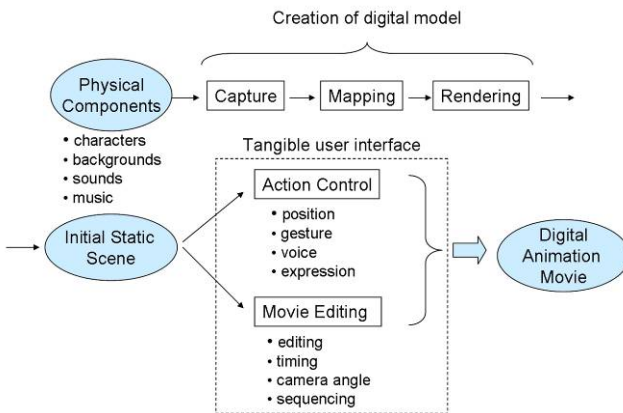 Creation of digital model
Physical
Components
Capture
Mapping
Rendering
• characters
• backgrounds
• sounds
• music
Tangible user interface
Initial Static
Scene
Action Control
• position
• gesture
• voice
• expression
Movie Editing
• editing
• timing
• camera angle
• sequencing
Digital
Animation
Movie